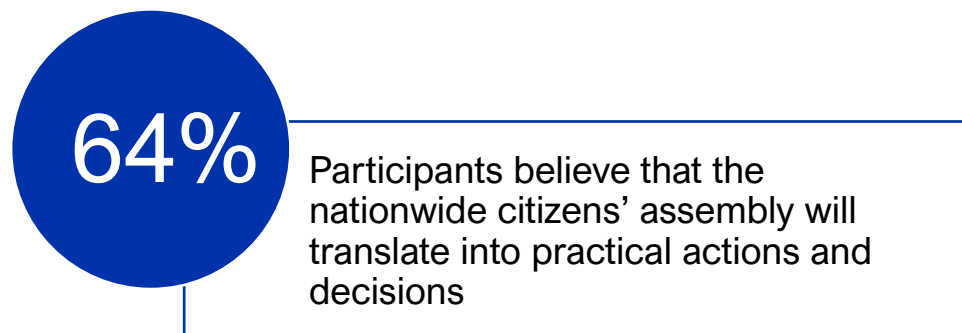 64%
Participants believe that the
nationwide citizens’ assembly will
translate into practical actions and
decisions